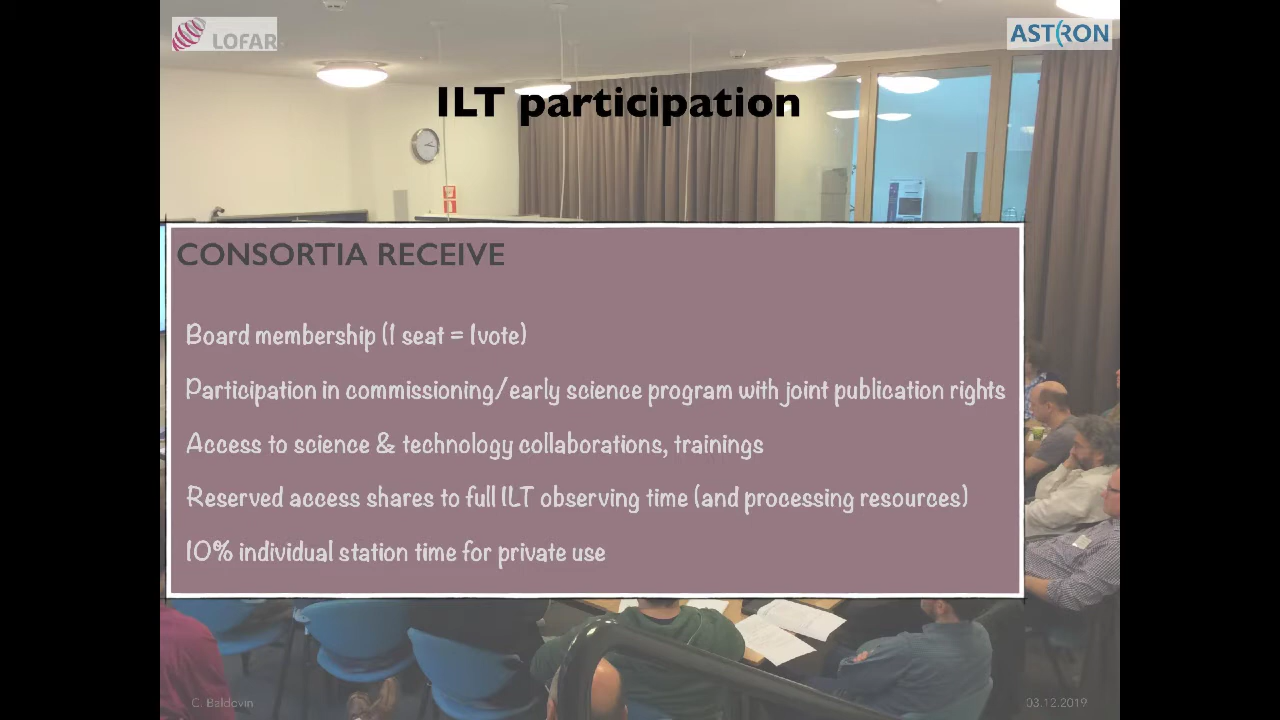 LOFAR
ASTRON
ILT participation
CONSORTIA RECEIVE
Board membership (1 seat = 1vote)
Participation in commissioning/early science program with joint publication rights
Access to science & technology collaborations, trainings
Reserved access shares to full ILT observing time (and processing resources)
10% individual station time for private use
C. Baldovin
03.12.2019